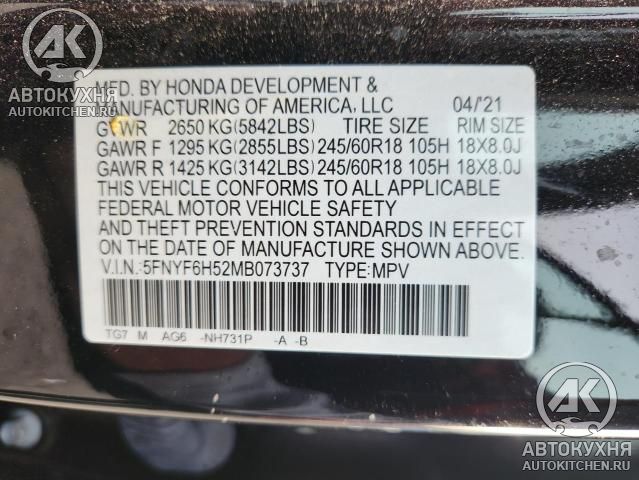 AK
АВТОКУХНЯ
AUTOKITCHEN.RU
MFD. BY HONDA DEVELOPMENT &
MANUFACTURING OF AMERICA, LLC 04/'21
GVWR 2650 KG(5842LBS) TIRE SIZE RIM SIZE
GAWR F 1295 KG(2855LBS) 245/60R18 105H 18X8.0J
GAWR R 1425 KG(3142LBS) 245/60R18 105H 18X8.0J
THIS VEHICLE CONFORMS TO ALL APPLICABLE
FEDERAL MOTOR VEHICLE SAFETY
AND THEFT PREVENTION STANDARDS IN EFFECT
ON THE DATE OF MANUFACTURE SHOWN ABOVE.
V.I.N.:5FNYF6H52MB073737 TYPE:MPV
TG7 M AG6 -NH731P -A -B
AK
АВТОКУХНЯ
AUTOKITCHEN.RU